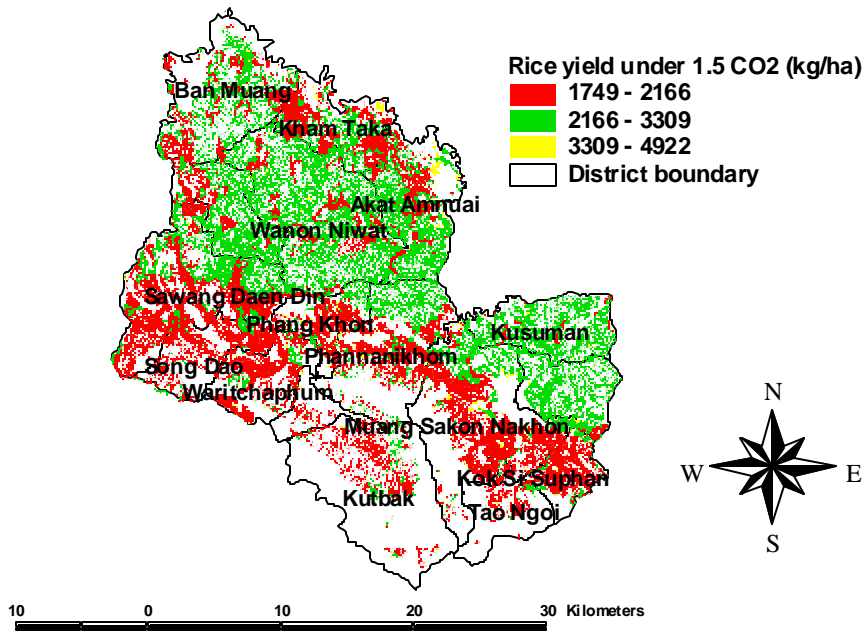 Rice yield under 1.5 CO2 (kg/ha)
1749 - 2166
2166 - 3309
3309 - 4922
District boundary
Ban Muang
Kham Taka
Akat Amnuai
Wanon Niwat
Sawang Daen Din
Phang Khon
Kusuman
Phannanikhom
Song Dao
Waritchaphum
Muang Sakon Nakhon
Kok Si Suphan
Kutbak
Tao Ngoi
N
W
E
S
10 0 10 20 30 Kilometers